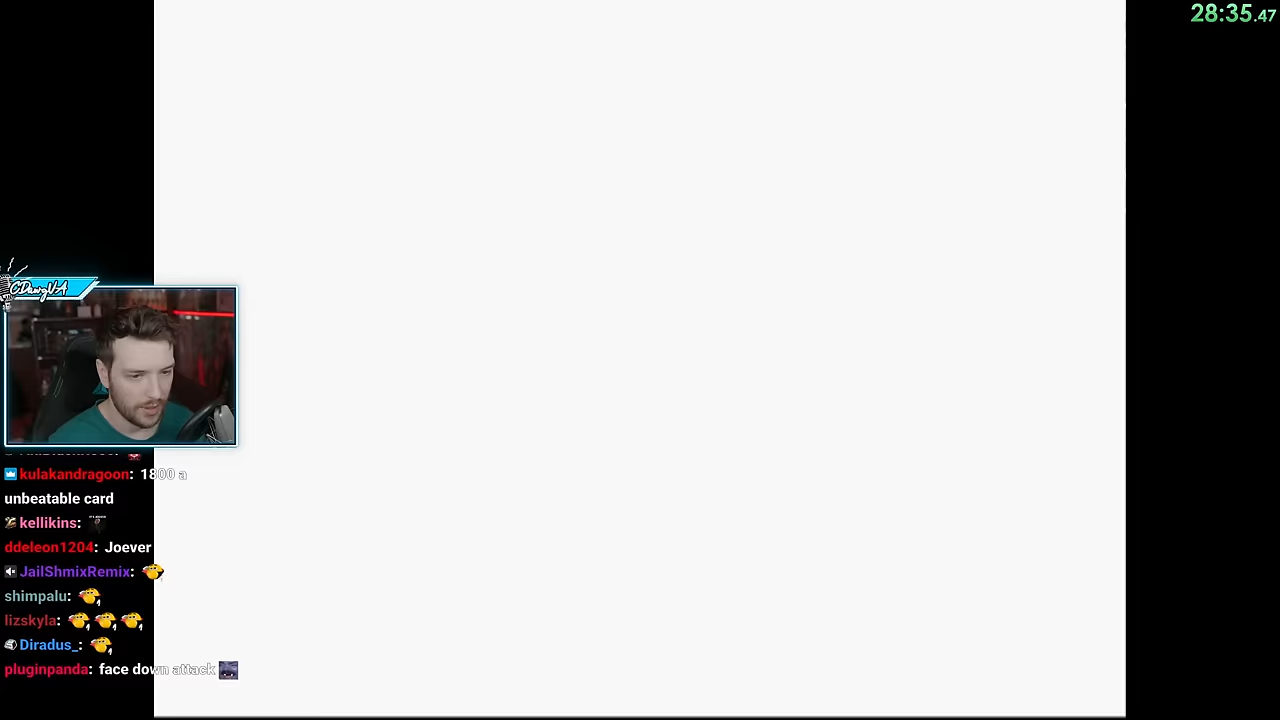 28:35.47
CDawgVA
kulakandragoon: 1800 a
unbeatable card
kellikins:
ddeleon1204: Joever
JailShmixRemix:
shimpalu:
lizskyla:
Diradus_:
pluginpanda: face down attack